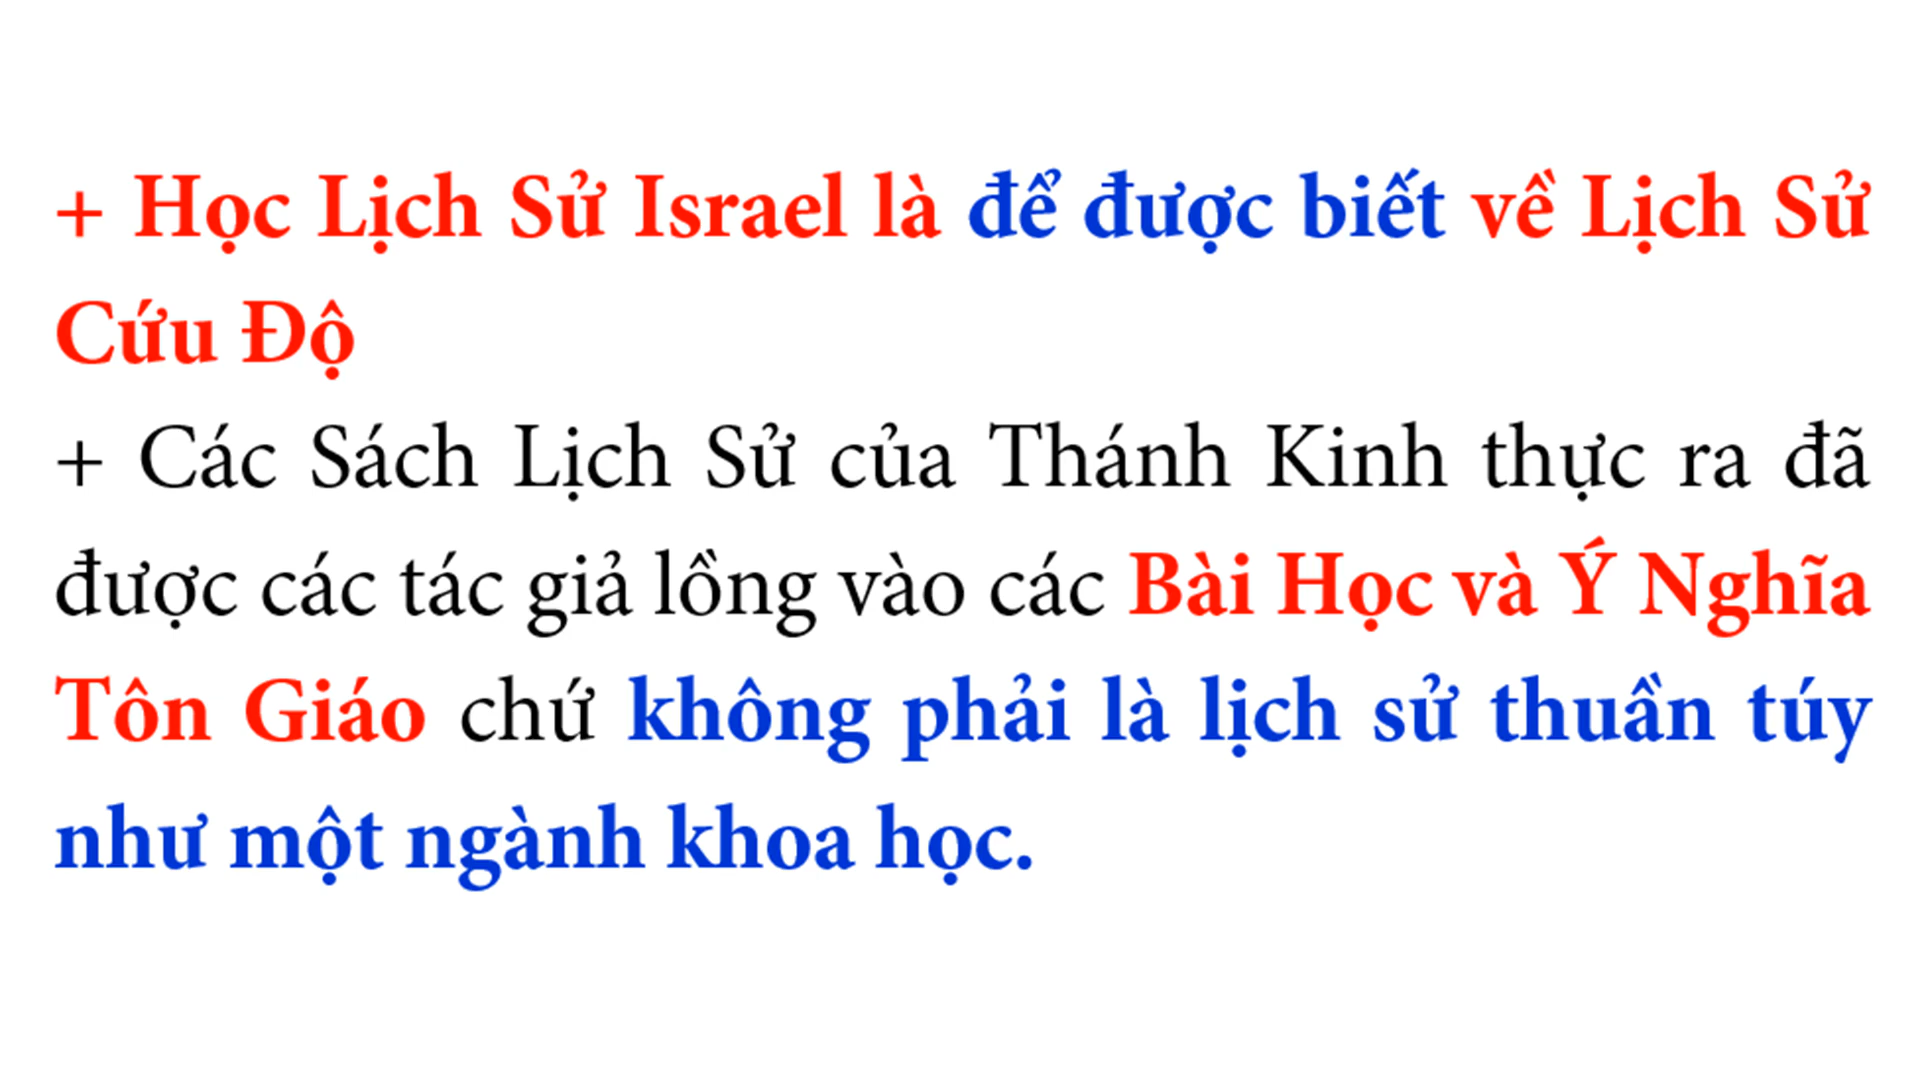 + Học Lịch Sử Israel là để được biết về Lịch Sử
Cứu Độ
+ Các Sách Lịch Sử của Thánh Kinh thực ra đã
được các tác giả lồng vào các Bài Học và Ý Nghĩa
Tôn Giáo chứ không phải là lịch sử thuần túy
như một ngành khoa học.